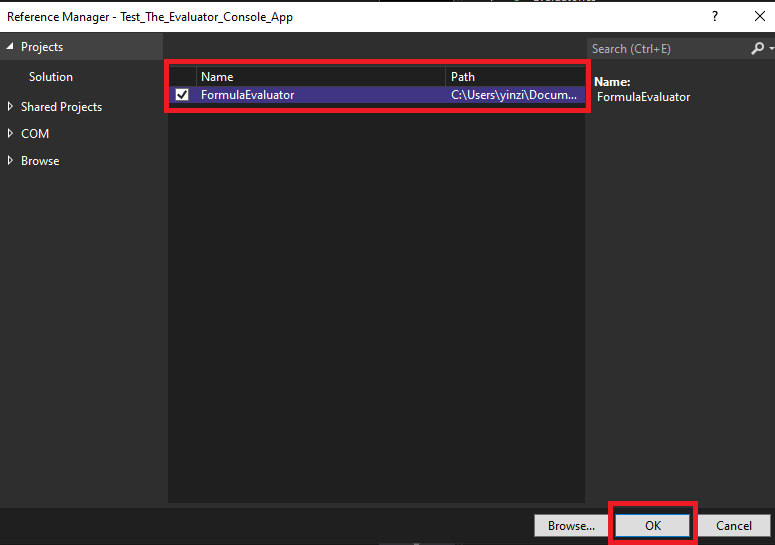 Reference Manager - Test_The_Evaluator_Console_App
?
Projects
Solution
Shared Projects
COM
Browse
Name Path
FormulaEvaluator C:\Users\yinzi\Docum...
Search (Ctrl+E)
Name:
FormulaEvaluator
Browse... OK Cancel